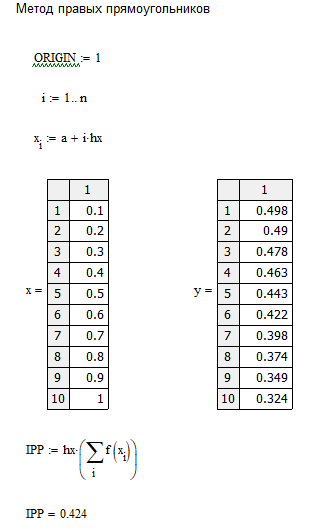 Метод правых прямоугольников
ORIGIN := 1
i := 1.. n
xᵢ := a + i·hx
x =
1
1 0.1
2 0.2
3 0.3
4 0.4
5 0.5
6 0.6
7 0.7
8 0.8
9 0.9
10 1
y =
1
1 0.498
2 0.49
3 0.478
4 0.463
5 0.443
6 0.422
7 0.398
8 0.374
9 0.349
10 0.324
IPP := hx·(∑ᵢ f(xᵢ))
IPP = 0.424